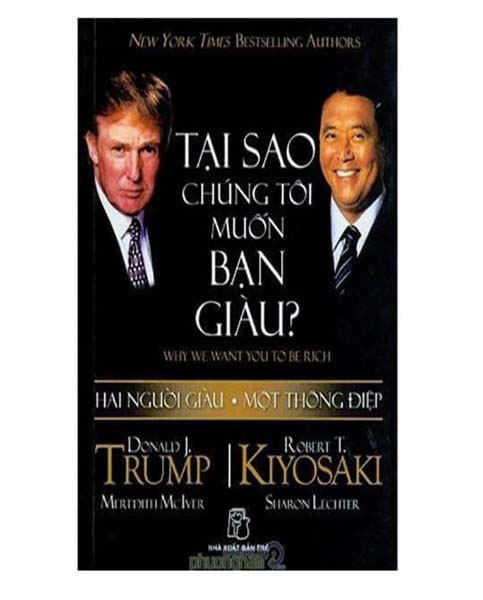 NEW YORK TIMES BESTSELLING AUTHORS
TẠI SAO
CHÚNG TÔI
MUỐN
BẠN
GIÀU?
WHY WE WANT YOU TO BE RICH
HAI NGƯỜI GIÀU • MỘT THÔNG ĐIỆP
DONALD J.
TRUMP
MEREDITH MCIVER
ROBERT T.
KIYOSAKI
SHARON LECHTER
NHÀ XUẤT BẢN TRẺ